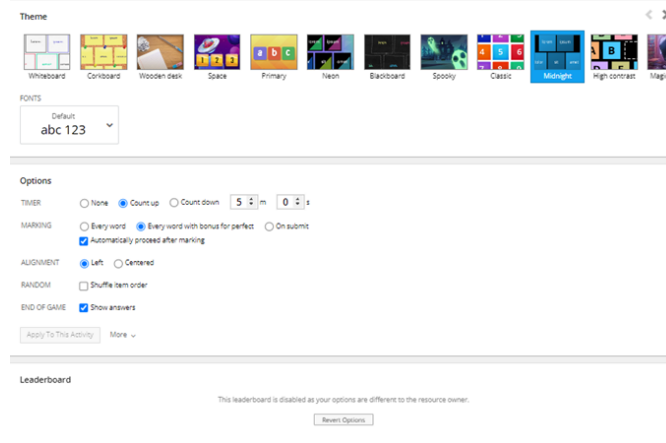 Theme
Whiteboard Corkboard Wooden desk Space Primary Neon Blackboard Spooky Classic Midnight High contrast
FONTS
Default
abc 123
Options
TIMER None Count up Count down 5 m 0 s
MARKING Every word Every word with bonus for perfect On submit
Automatically proceed after marking
ALIGNMENT Left Centered
RANDOM Shuffle item order
END OF GAME Show answers
Apply To This Activity More
Leaderboard
This leaderboard is disabled as your options are different to the resource owner.
Revert Options